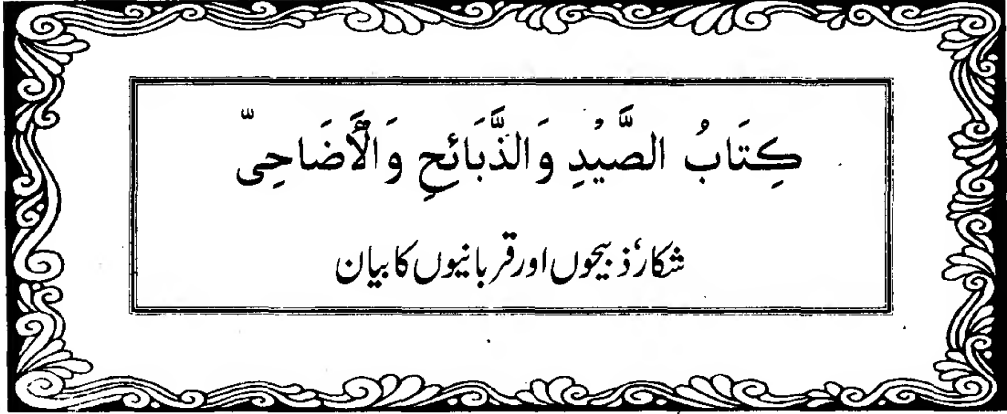 كِتَابُ الصَّيْدِ وَالذَّبَائِحِ وَالْأَضَاحِيّ
شکار، ذبیحوں اور قربانیوں کا بیان